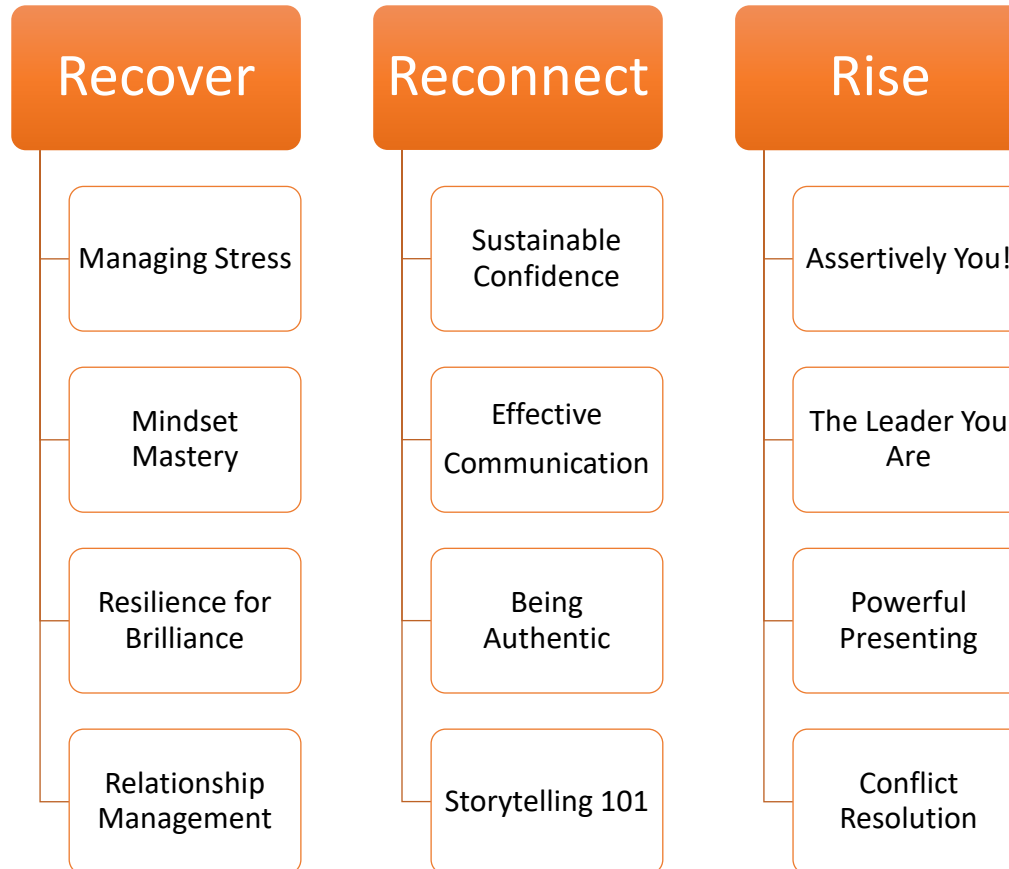 Recover
Managing Stress
Mindset
Mastery
Resilience for
Brilliance
Relationship
Management
Reconnect
Sustainable
Confidence
Effective
Communication
Being
Authentic
Storytelling 101
Rise
Assertively You!
The Leader You
Are
Powerful
Presenting
Conflict
Resolution